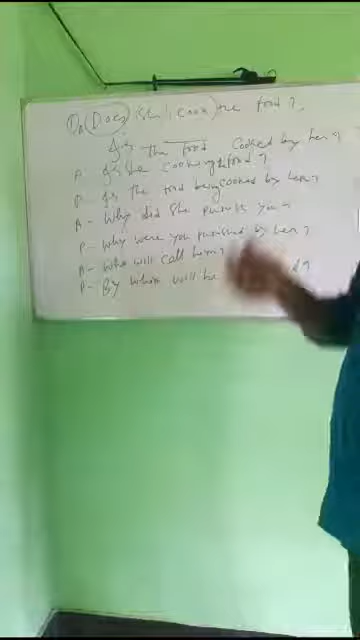 Do Does she cook the food?
Is the food cooked by her?
A Is she cooking food?
P. Is the food being cooked by her?
A - Why did she punish you?
P - Why were you punished by her?
A - Who will call him?
P - By whom will he